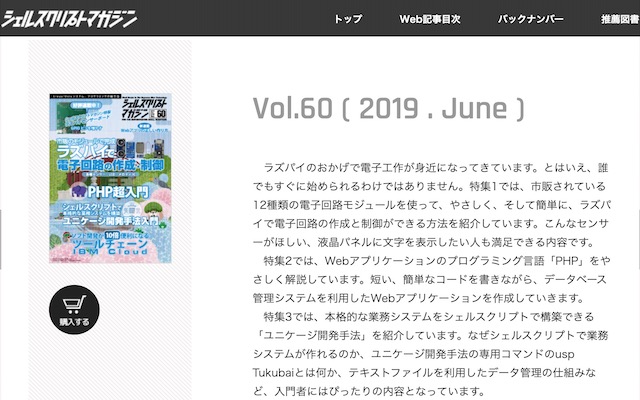 シェルスクリプトマガジン
トップ
Web記事目次
バックナンバー
推薦図書
シェルスクリプト
マガジン
60
ラズパイで
電子回路の作成と制御
PHP超入門
シェルスクリプトで
本格的な業務システムを構築
ユニケージ開発手法入門
ツールチェーン
IBM Cloud
購入する
Vol.60 ( 2019 . June )
ラズパイのおかげで電子工作が身近になってきています。とはいえ、誰
でもすぐに始められるわけではありません。特集1では、市販されている
12種類の電子回路モジュールを使って、やさしく、そして簡単に、ラズパ
イで電子回路の作成と制御ができる方法を紹介しています。こんなセンサ
ーがほしい、液晶パネルに文字を表示したい人も満足できる内容です。
特集2では、Webアプリケーションのプログラミング言語「PHP」をや
さしく解説しています。短い、簡単なコードを書きながら、データベース
管理システムを利用したWebアプリケーションを作成していきます。
特集3では、本格的な業務システムをシェルスクリプトで構築できる
「ユニケージ開発手法」を紹介しています。なぜシェルスクリプトで業務
システムが作れるのか、ユニケージ開発手法の専用コマンドのusp
Tukubaiとは何か、テキストファイルを利用したデータ管理の仕組みな
ど、入門者にはぴったりの内容となっています。